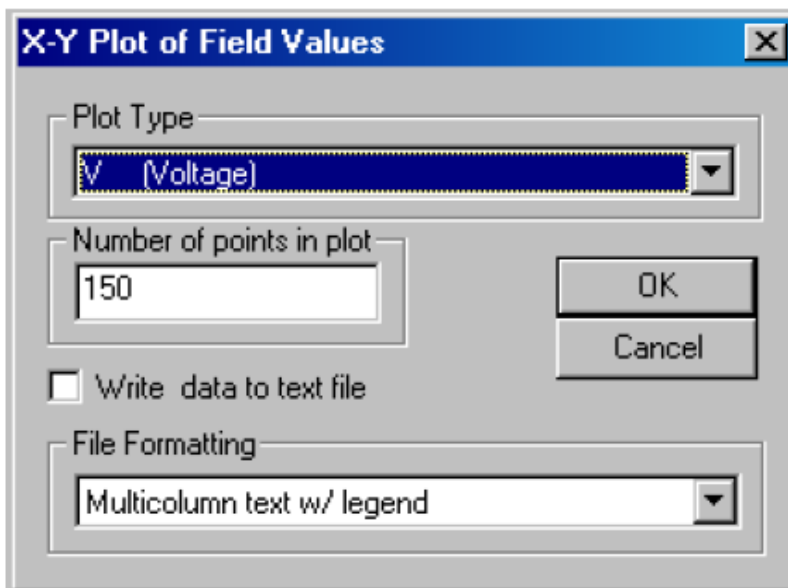 X-Y Plot of Field Values
Plot Type
V (Voltage)
Number of points in plot
150
OK
Cancel
Write data to text file
File Formatting
Multicolumn text w/ legend